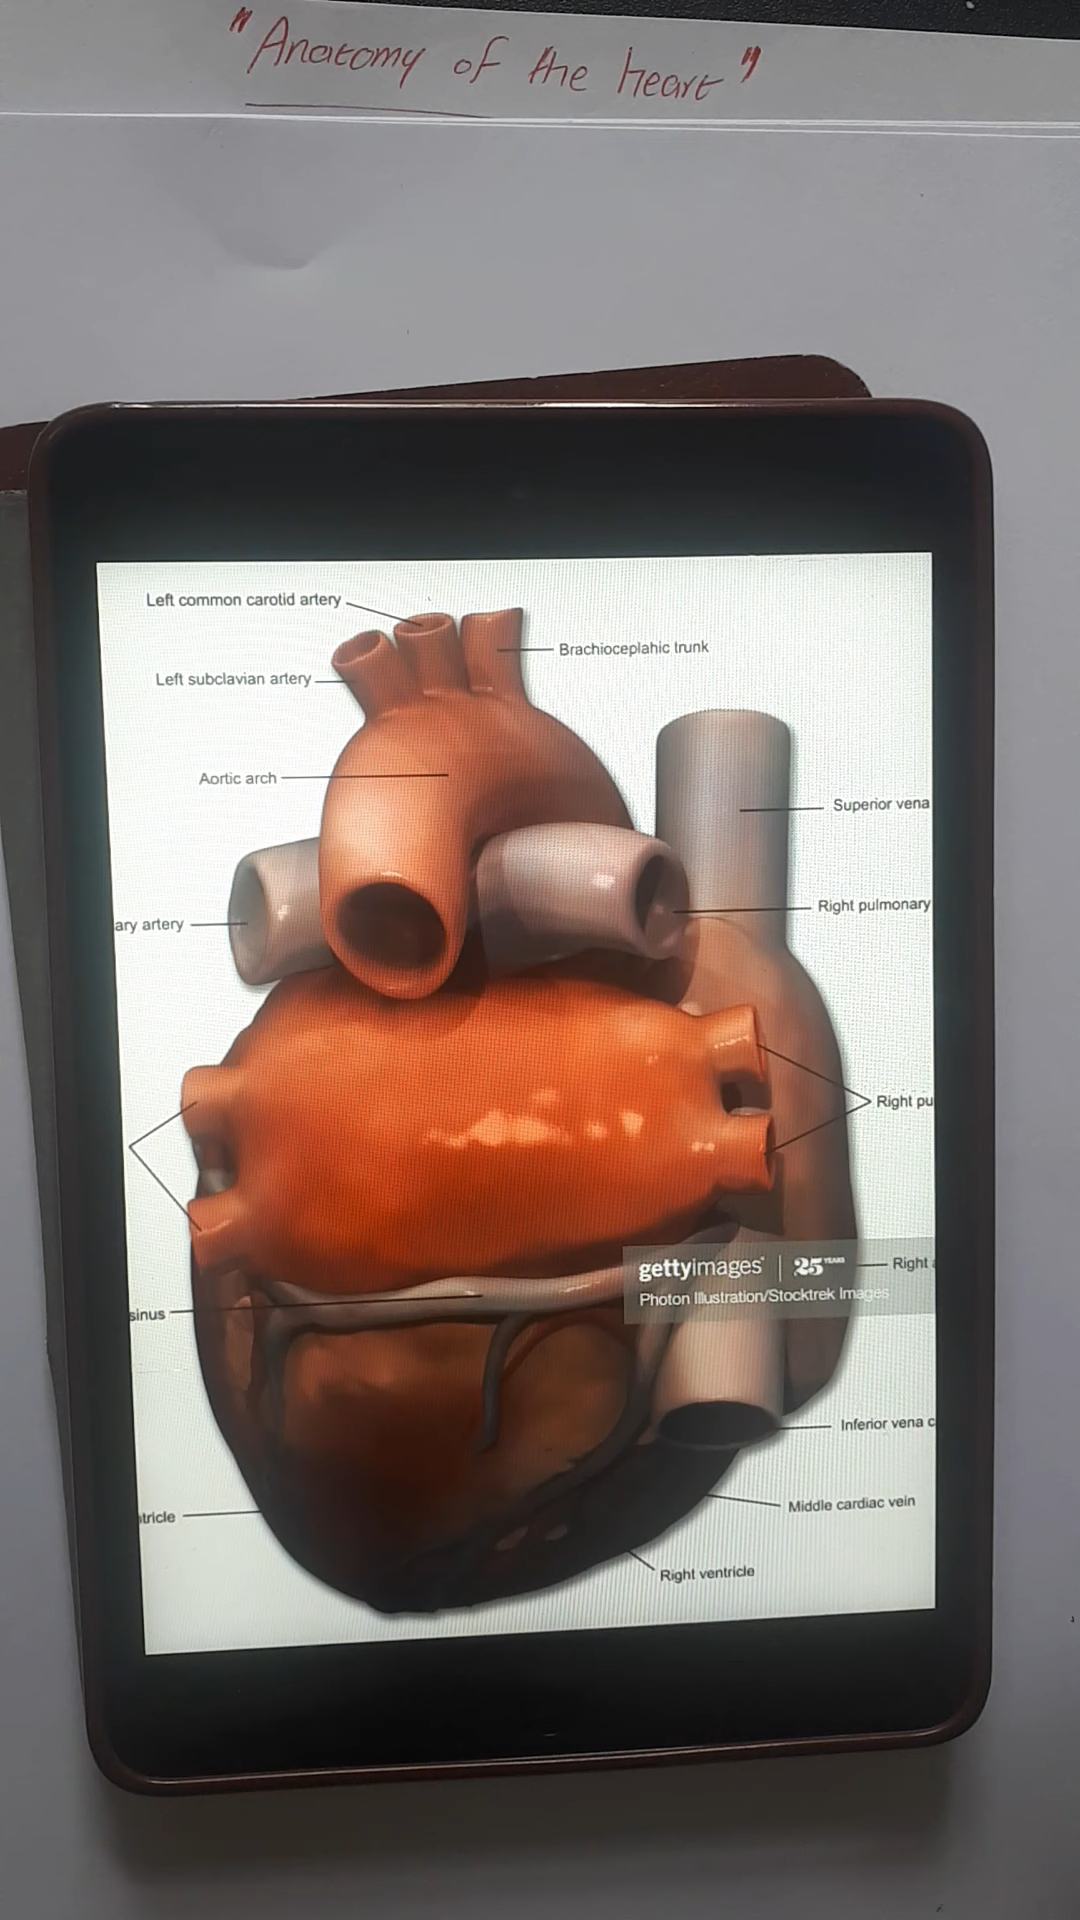 "Anatomy of the heart"
Left common carotid artery
Brachioceplahic trunk
Left subclavian artery
Aortic arch
Superior vena
ary artery
Right pulmonary
Right pu
gettyimages® | 25 YEARS
Right
Photon Illustration/Stocktrek Images
sinus
Inferior vena c
tricle
Middle cardiac vein
Right ventricle